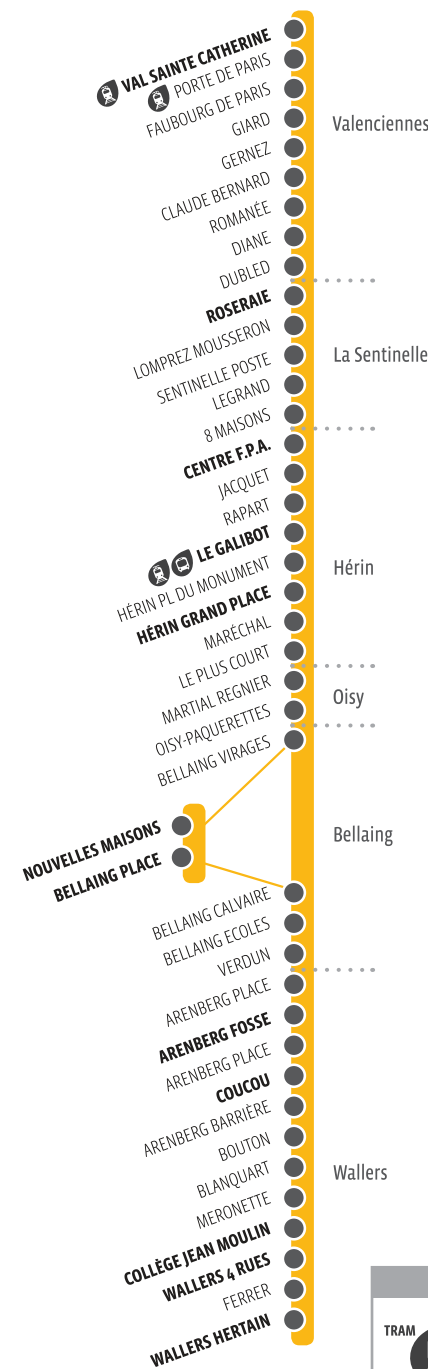 VAL SAINTE CATHERINE
PORTE DE PARIS
FAUBOURG DE PARIS
GIARD
Valenciennes
GERNEZ
CLAUDE BERNARD
ROMANÉE
DIANE
DUBLED
ROSERAIE
LOMPREZ MOUSSERON
SENTINELLE POSTE
La Sentinelle
LEGRAND
8 MAISONS
CENTRE F.P.A.
JACQUET
RAPART
LE GALIBOT
HÉRIN PL DU MONUMENT
Hérin
HÉRIN GRAND PLACE
MARÉCHAL
LE PLUS COURT
MARTIAL REGNIER
Oisy
OISY-PAQUERETTES
BELLAING VIRAGES
NOUVELLES MAISONS
Bellaing
BELLAING PLACE
BELLAING CALVAIRE
BELLAING ECOLES
VERDUN
ARENBERG PLACE
ARENBERG FOSSE
ARENBERG PLACE
COUCOU
ARENBERG BARRIÈRE
BOUTON
BLANQUART
Wallers
MERONETTE
COLLÈGE JEAN MOULIN
WALLERS 4 RUES
FERRER
WALLERS HERTAIN
TRAM